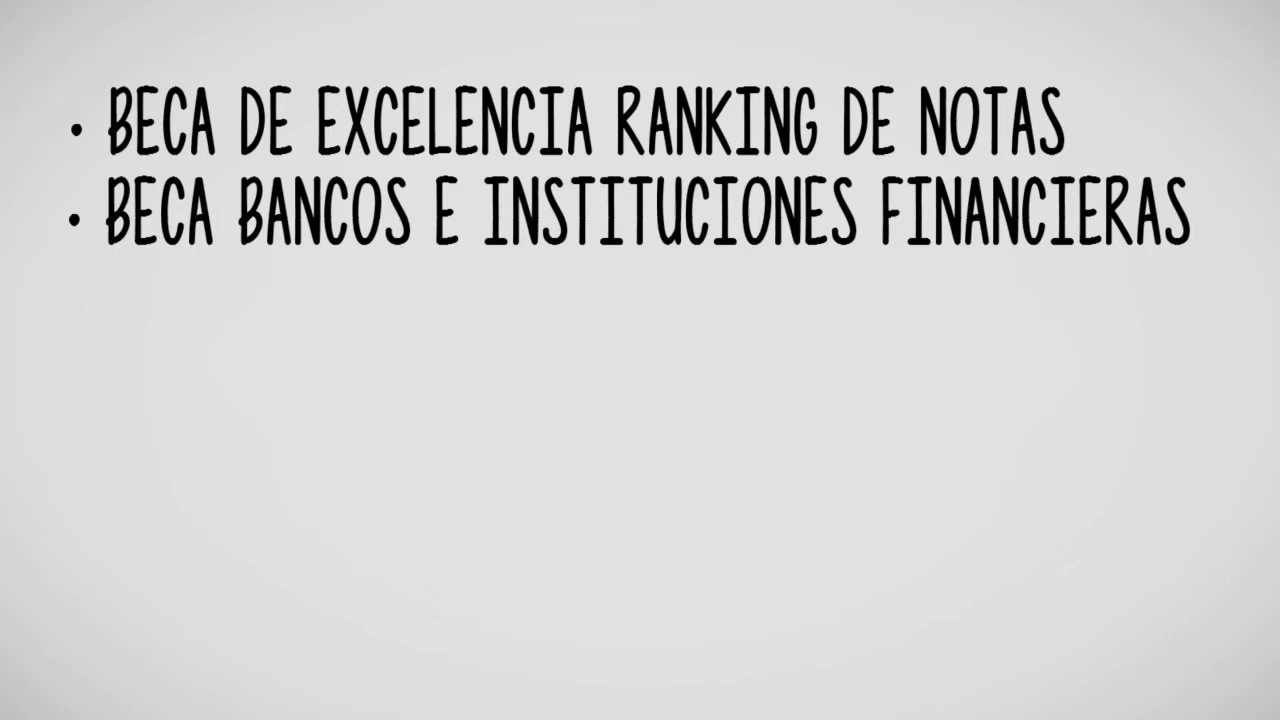 · BECA DE EXCELENCIA RANKING DE NOTAS
· BECA BANCOS E INSTITUCIONES FINANCIERAS